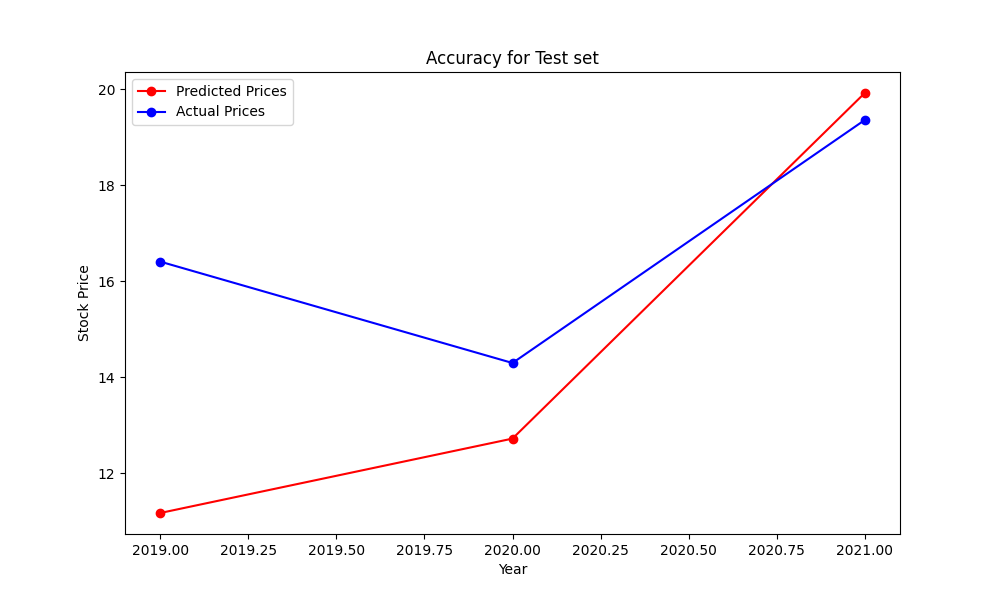 Accuracy for Test set
Predicted Prices
Actual Prices
20
18
16
14
12
Stock Price
2019.00 2019.25 2019.50 2019.75 2020.00 2020.25 2020.50 2020.75 2021.00
Year